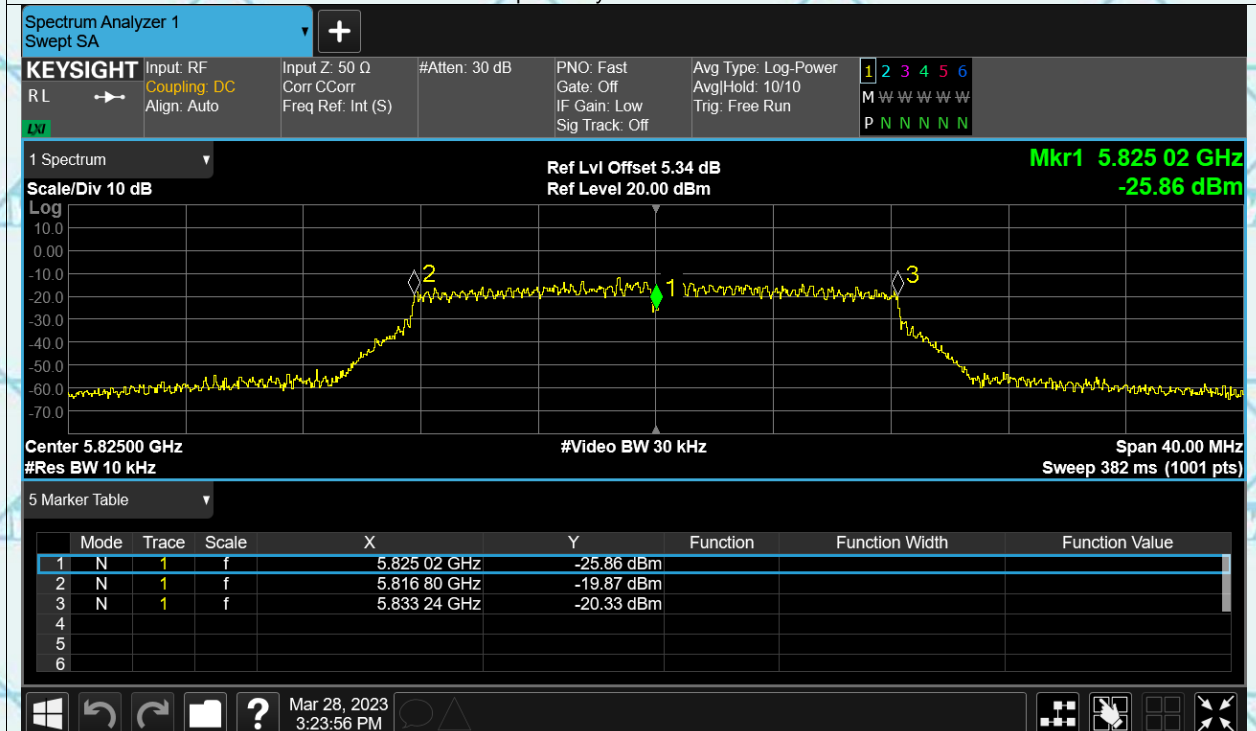 Spectrum Analyzer 1
Swept SA
KEYSIGHT Input: RF Input Z: 50 Ω #Atten: 30 dB PNO: Fast Avg Type: Log-Power 1 2 3 4 5 6
RL Coupling: DC Corr CCorr Gate: Off Avg|Hold: 10/10 M W W W W W W
Align: Auto Freq Ref: Int (S) IF Gain: Low Trig: Free Run
LXI Sig Track: Off P N N N N N N
1 Spectrum Ref Lvl Offset 5.34 dB Mkr1 5.825 02 GHz
Scale/Div 10 dB Ref Level 20.00 dBm -25.86 dBm
Log
10.0
0.00
-10.0 2 3
-20.0 1
-30.0
-40.0
-50.0
-60.0
-70.0
Center 5.82500 GHz #Video BW 30 kHz Span 40.00 MHz
#Res BW 10 kHz Sweep 382 ms (1001 pts)
5 Marker Table
Mode Trace Scale X Y Function Function Width Function Value
1 N 1 f 5.825 02 GHz -25.86 dBm
2 N 1 f 5.816 80 GHz -19.87 dBm
3 N 1 f 5.833 24 GHz -20.33 dBm
4
5
6
? Mar 28, 2023
3:23:56 PM